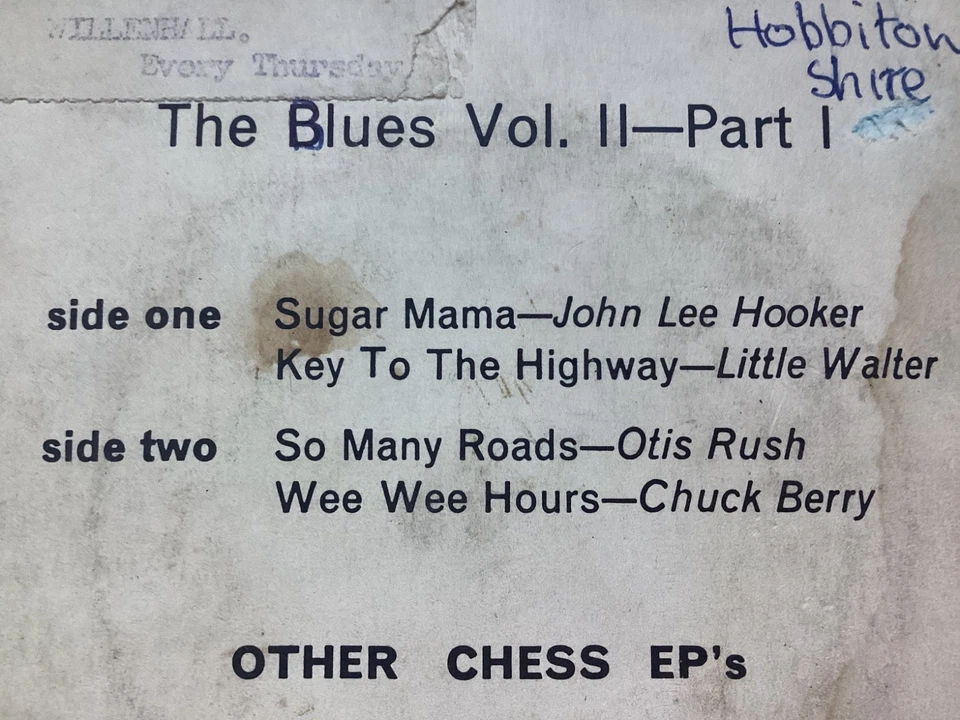 WILLENHALL.
Every Thursday
Hobbiton
Shire
The Blues Vol. II—Part I
side one Sugar Mama—John Lee Hooker
Key To The Highway—Little Walter
side two So Many Roads—Otis Rush
Wee Wee Hours—Chuck Berry
OTHER CHESS EP's